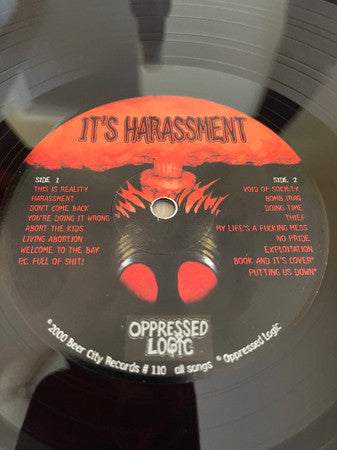 IT'S HARASSMENT
SIDE 1
THIS IS REALITY
HARASSMENT
DON'T COME BACK
YOU'RE DOING IT WRONG
ABORT THE KIDS
LIVING ABORTION
WELCOME TO THE BAY
P.C. FULL OF SHIT!
SIDE 2
VOID OF SOCIETY
BOMB IRAQ
DOING TIME
THIEF
MY LIFE'S A FUCKING MESS
NO PRIDE
EXPLOITATION
BOOK AND IT'S COVER*
PUTTING US DOWN*
OPPRESSED
LOGIC
℗ 2000 Beer City Records # 110 all songs © Oppressed Logic